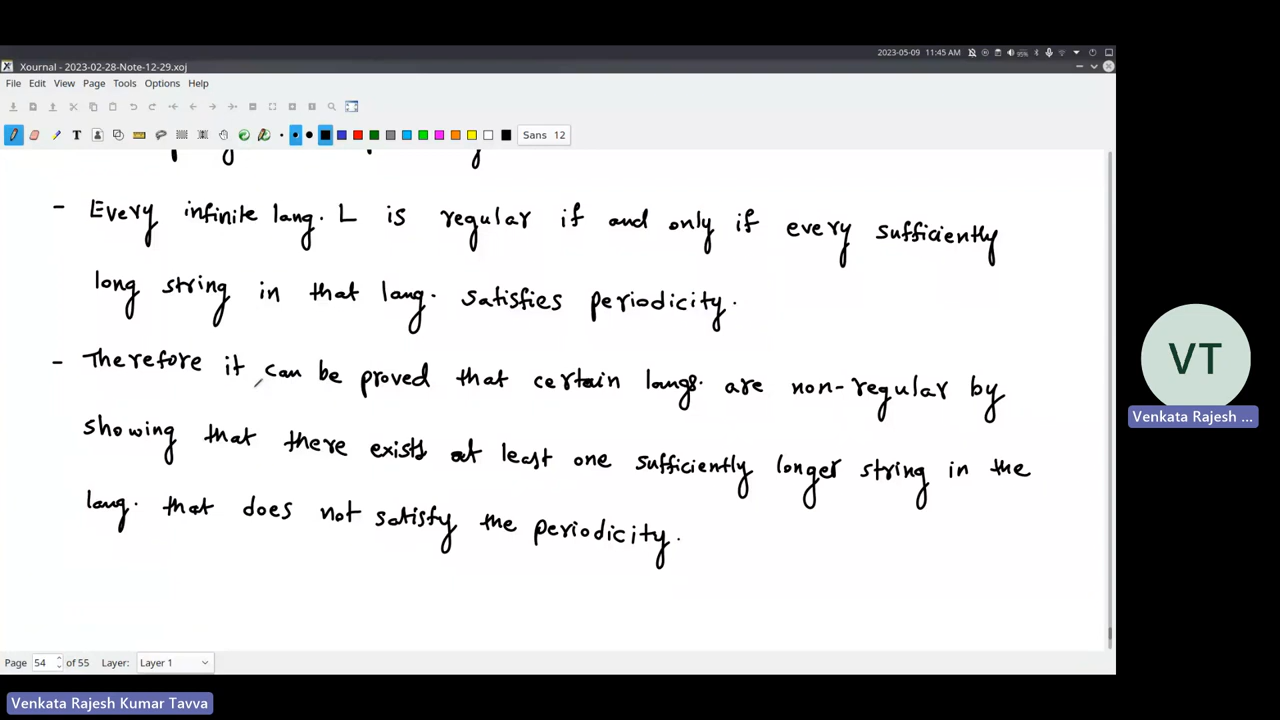 2023-05-09 11:45 AM
Xournal - 2023-02-28-Note-12-29.xoj
File Edit View Page Tools Options Help
Sans 12
- Every infinite lang. L is regular if and only if every sufficiently
long string in that lang. satisfies periodicity.
- Therefore it can be proved that certain langs. are non-regular by
showing that there exists at least one sufficiently longer string in the
lang. that does not satisfy the periodicity.
VT
Venkata Rajesh ...
Page 54 of 55 Layer: Layer 1
Venkata Rajesh Kumar Tavva